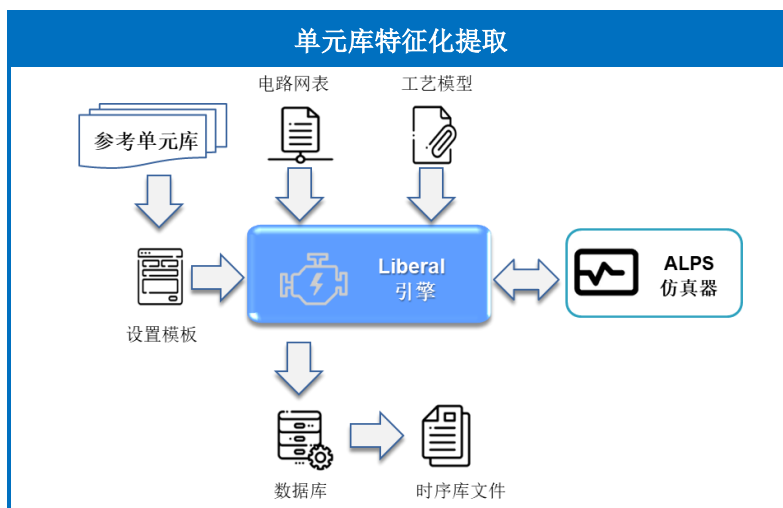 单元库特征化提取
电路网表
工艺模型
参考单元库
Liberal
引擎
ALPS
仿真器
设置模板
数据库
时序库文件